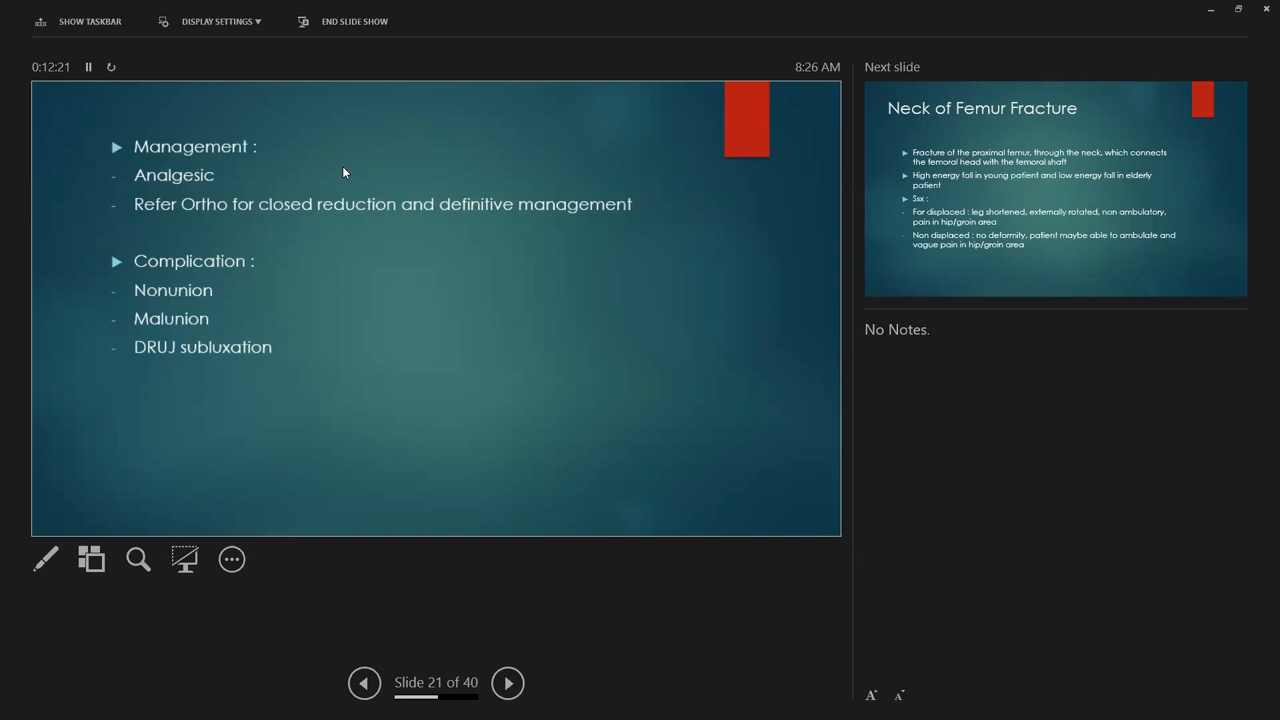 SHOW TASKBAR
DISPLAY SETTINGS
END SLIDE SHOW
0:12:21
8:26 AM
Management :
- Analgesic
- Refer Ortho for closed reduction and definitive management
Complication :
- Nonunion
- Malunion
- DRUJ subluxation
Slide 21 of 40
Next slide
Neck of Femur Fracture
Fracture of the proximal femur, through the neck, which connects
the femoral head with the femoral shaft
High energy fall in young patient and low energy fall in elderly
patient
Ssx :
- For displaced : leg shortened, externally rotated, non ambulatory,
pain in hip/groin area
- Non displaced : no deformity, patient maybe able to ambulate and
vague pain in hip/groin area
No Notes.
A A